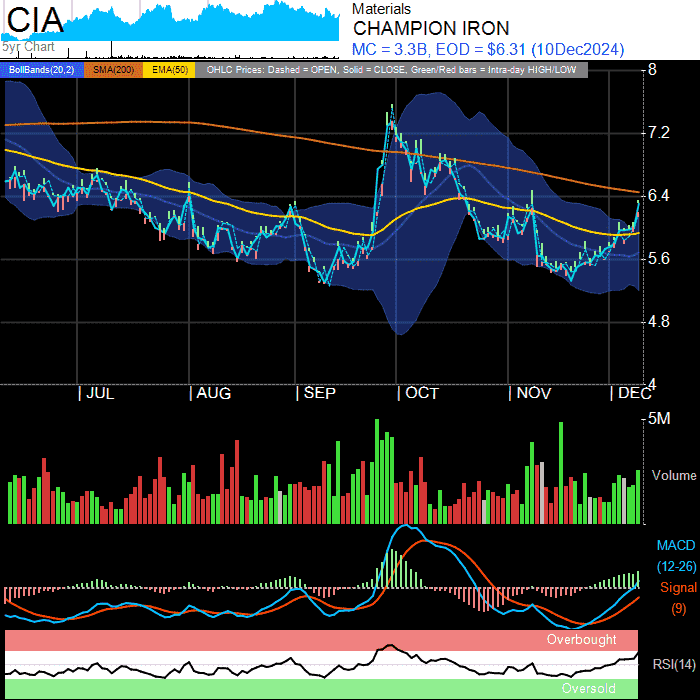 CIA
5yr Chart
Materials
CHAMPION IRON
MC = 3.3B, EOD = $6.31 (10Dec2024)
BollBands(20,2) SMA(200) EMA(50) OHLC Prices: Dashed = OPEN, Solid = CLOSE, Green/Red bars = Intra-day HIGH/LOW
8
7.2
6.4
5.6
4.8
4
| JUL | AUG | SEP | OCT | NOV | DEC
5M
Volume
MACD
(12-26)
Signal
(9)
Overbought
RSI(14)
Oversold